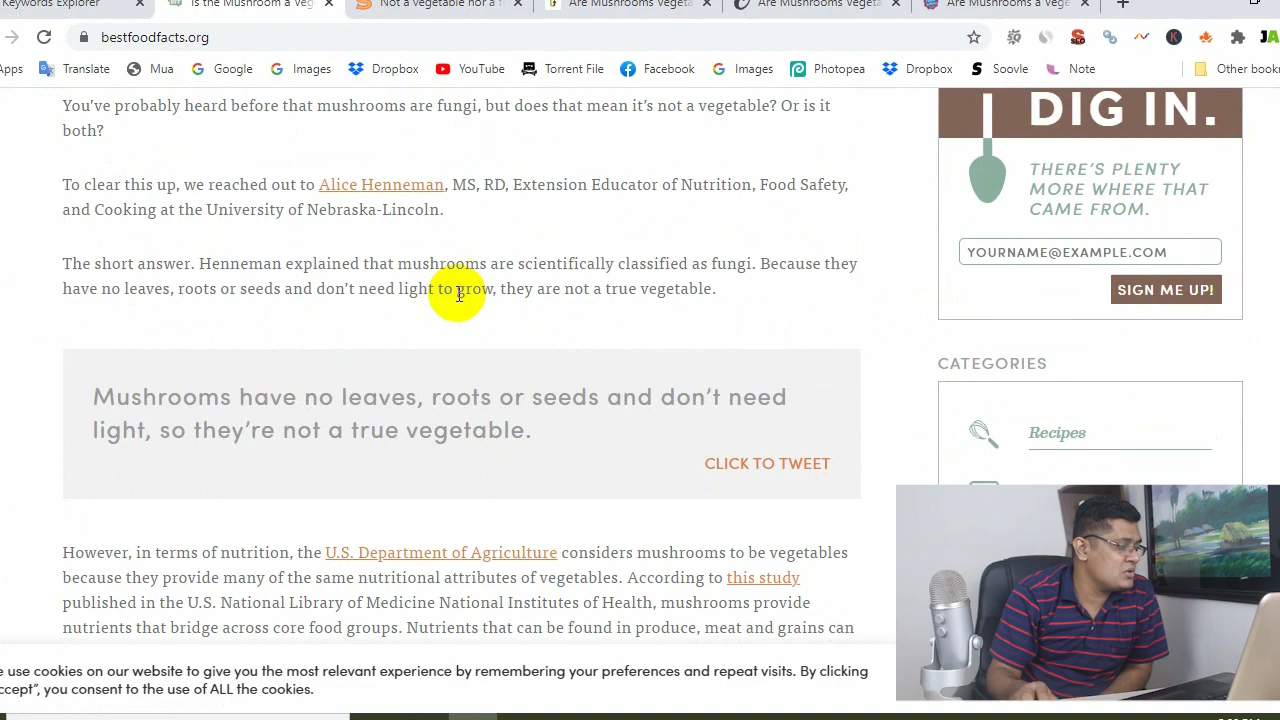 Keywords Explorer
Is the Mushroom a Ve
Not a vegetable nor a f
Are Mushrooms Vegeta
Are Mushrooms Vegeta
Are Mushrooms a Vege
bestfoodfacts.org
Apps
Translate
Mua
Google
Images
Dropbox
YouTube
Torrent File
Facebook
Images
Photopea
Dropbox
Soovle
Note
Other book
You’ve probably heard before that mushrooms are fungi, but does that mean it’s not a vegetable? Or is it
both?
To clear this up, we reached out to Alice Henneman, MS, RD, Extension Educator of Nutrition, Food Safety,
and Cooking at the University of Nebraska-Lincoln.
The short answer. Henneman explained that mushrooms are scientifically classified as fungi. Because they
have no leaves, roots or seeds and don’t need light to grow, they are not a true vegetable.
Mushrooms have no leaves, roots or seeds and don’t need
light, so they’re not a true vegetable.
CLICK TO TWEET
However, in terms of nutrition, the U.S. Department of Agriculture considers mushrooms to be vegetables
because they provide many of the same nutritional attributes of vegetables. According to this study
published in the U.S. National Library of Medicine National Institutes of Health, mushrooms provide
nutrients that bridge across core food groups. Nutrients that can be found in produce, meat and grains can
DIG IN.
THERE’S PLENTY
MORE WHERE THAT
CAME FROM.
YOURNAME@EXAMPLE.COM
SIGN ME UP!
CATEGORIES
Recipes
e use cookies on our website to give you the most relevant experience by remembering your preferences and repeat visits. By clicking
ccept”, you consent to the use of ALL the cookies.